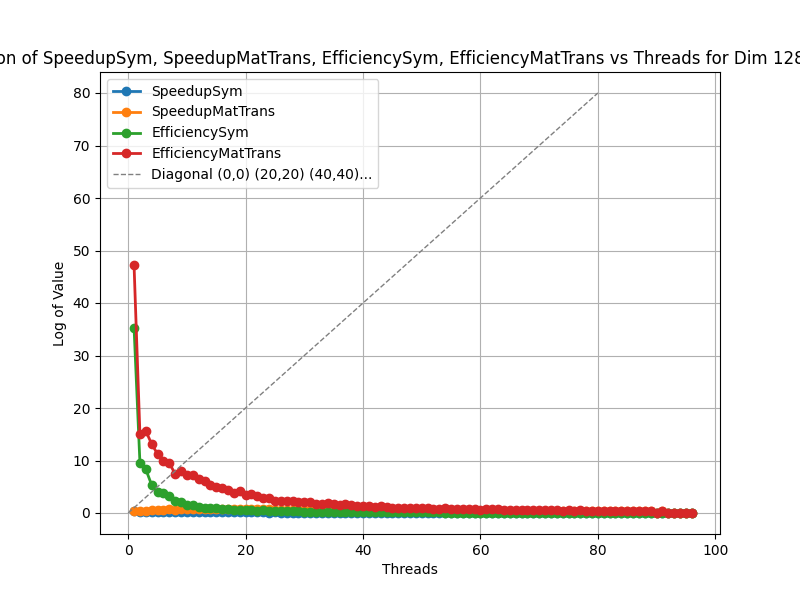 on of SpeedupSym, SpeedupMatTrans, EfficiencySym, EfficiencyMatTrans vs Threads for Dim 128
SpeedupSym
SpeedupMatTrans
EfficiencySym
EfficiencyMatTrans
Diagonal (0,0) (20,20) (40,40)...
80
70
60
50
40
30
20
10
0
Log of Value
0 20 40 60 80 100
Threads